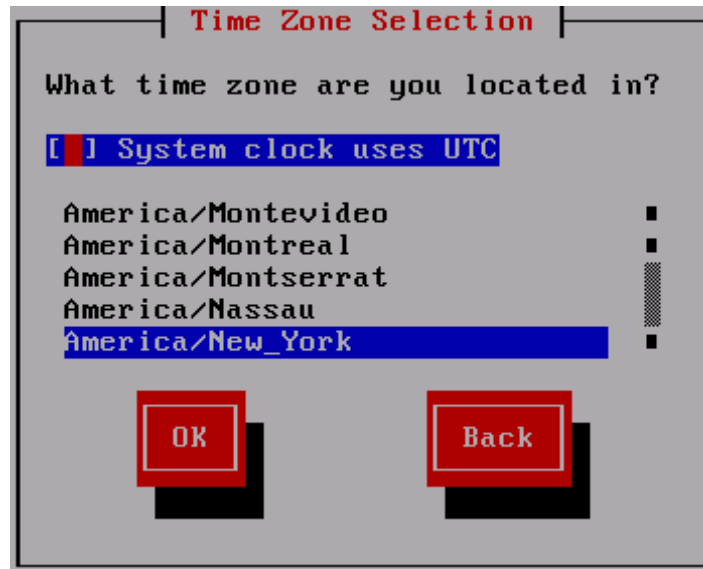 Time Zone Selection
What time zone are you located in?
[ ] System clock uses UTC
America/Montevideo
America/Montreal
America/Montserrat
America/Nassau
America/New_York
OK Back